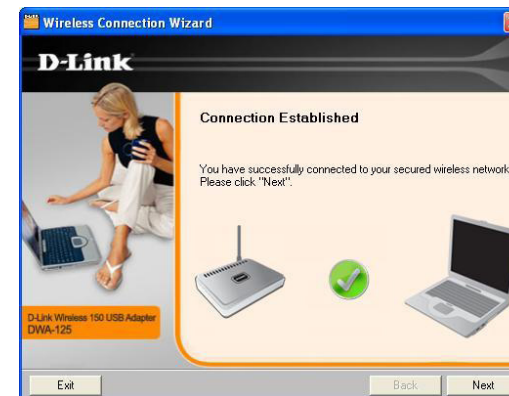 Wireless Connection Wizard
D-Link
Connection Established
You have successfully connected to your secured wireless network
Please click "Next".
D-Link Wireless 150 USB Adapter
DWA-125
Exit
Back
Next